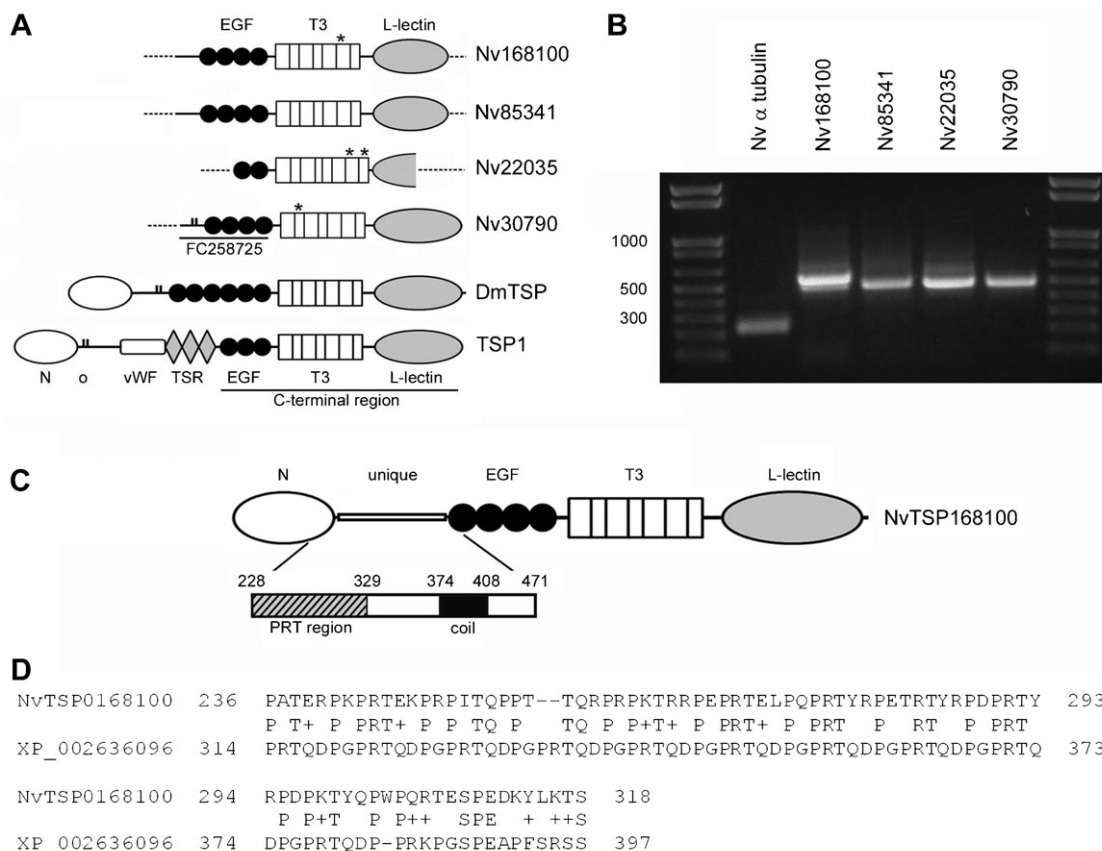 A
EGF T3 L-lectin
*
Nv168100
Nv85341
* *
Nv22035
*
Nv30790
FC258725
DmTSP
TSP1
N o vWF TSR EGF T3 L-lectin
C-terminal region
B
Nv α tubulin
Nv168100
Nv85341
Nv22035
Nv30790
1000
500
300
C
N unique EGF T3 L-lectin
NvTSP168100
228 329 374 408 471
PRT region coil
D
NvTSP0168100 236 PATERPKPRTEKPRPITQPPT--TQRPRPKTRRPEPRTELPQPRTYRPETRTYRPDPRTY 293
P T+ P PRT+ P P TQ P TQ P P+T+ P PRT+ P PRT P RT P PRT
XP_002636096 314 PRTQDPGPRTQDPGPRTQDPGPRTQDPGPRTQDPGPRTQDPGPRTQDPGPRTQDPGPRTQ 373
NvTSP0168100 294 RPDPKTYQPWPQRTESPEDKYLKTS 318
P P+T P P++ SPE + ++S
XP 002636096 374 DPGPRTQDP-PRKPGSPEAPFSRSS 397